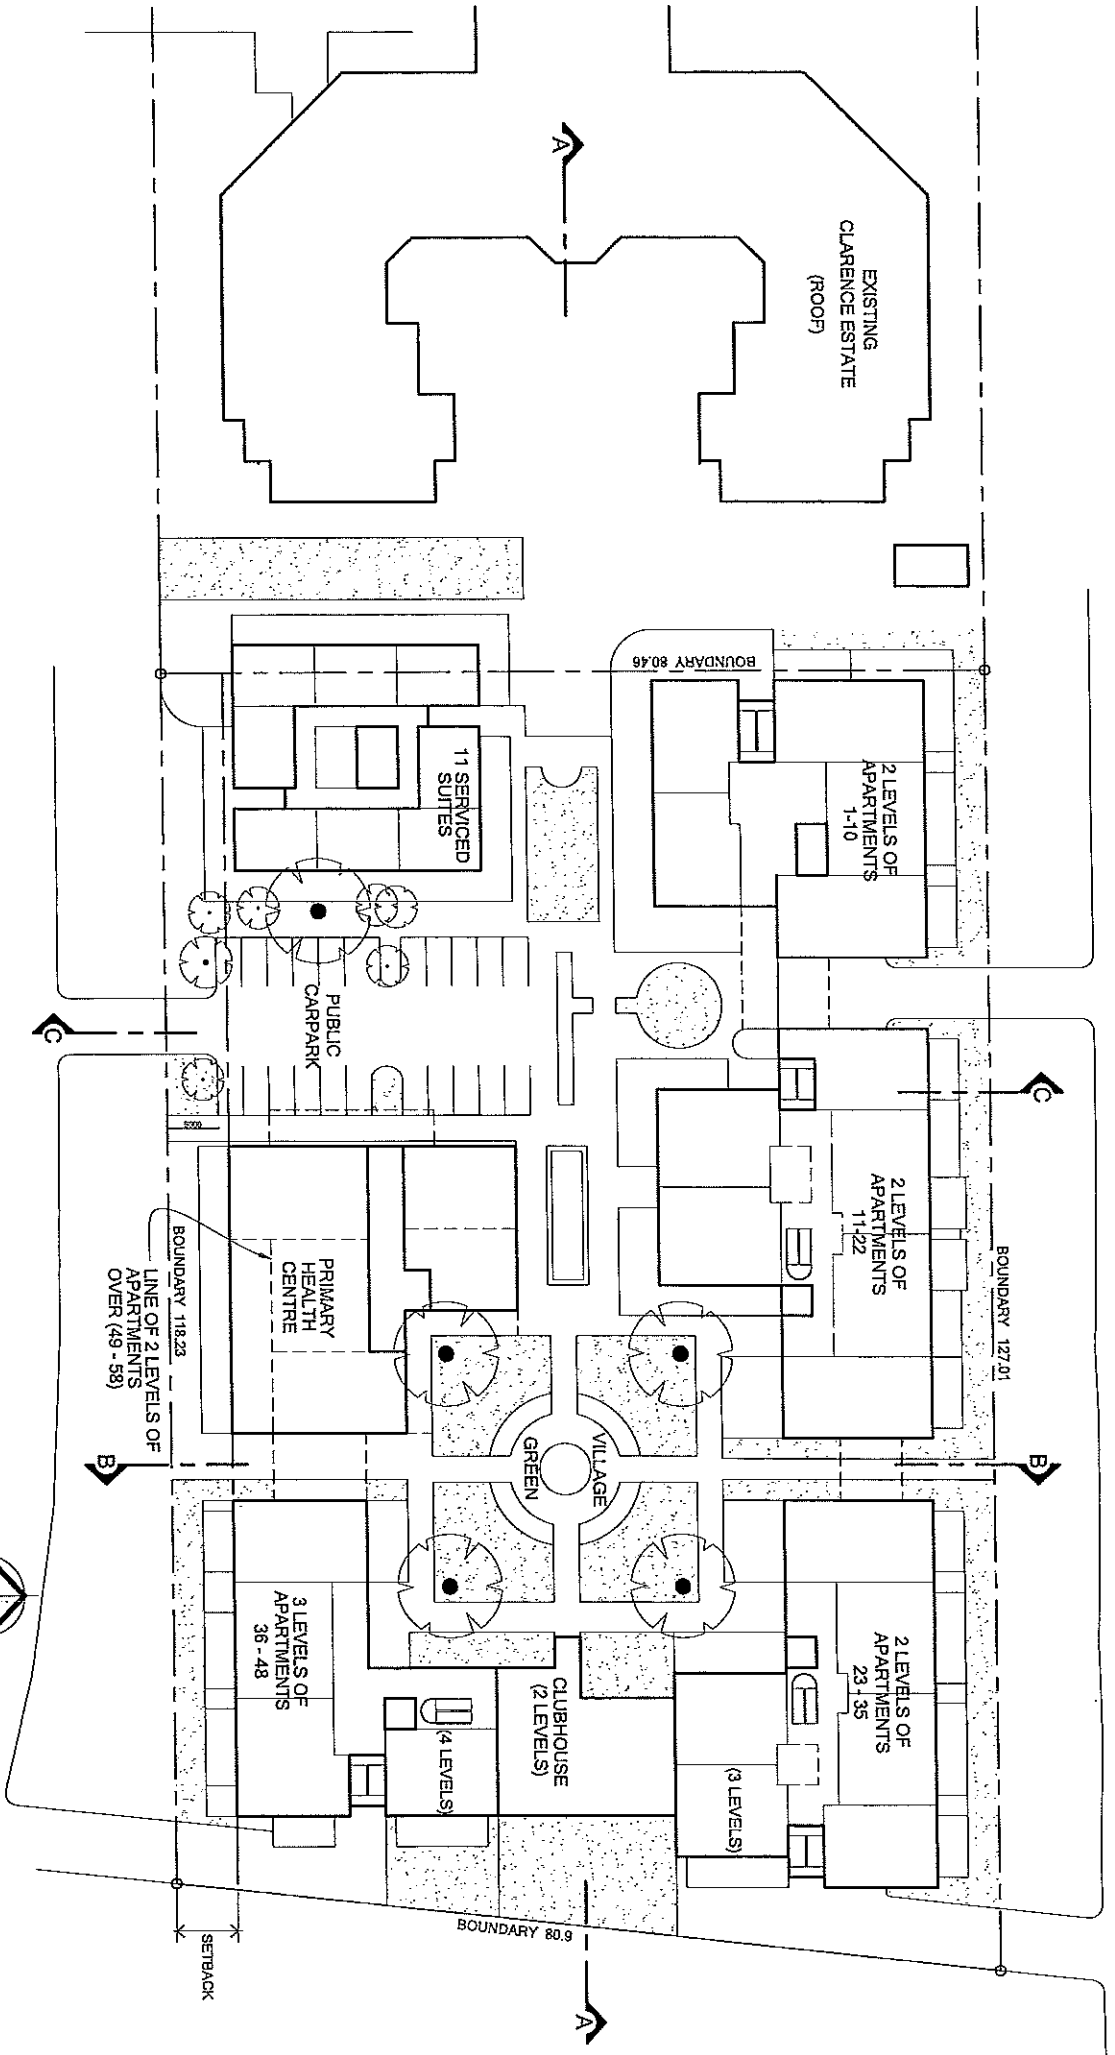 EXISTING
CLARENCE ESTATE
(ROOF)
A
BOUNDARY 80.46
11 SERVICED
SUITES
2 LEVELS OF
APARTMENTS
1-10
PUBLIC
CARPARK
C
C
2 LEVELS OF
APARTMENTS
11-22
BOUNDARY 127.01
PRIMARY
HEALTH
CENTRE
BOUNDARY 118.23
LINE OF 2 LEVELS OF
APARTMENTS
OVER (49 - 58)
VILLAGE
GREEN
B
B
3 LEVELS OF
APARTMENTS
36 - 48
(4 LEVELS)
CLUBHOUSE
(2 LEVELS)
2 LEVELS OF
APARTMENTS
23 - 35
(3 LEVELS)
BOUNDARY 80.9
SETBACK
A